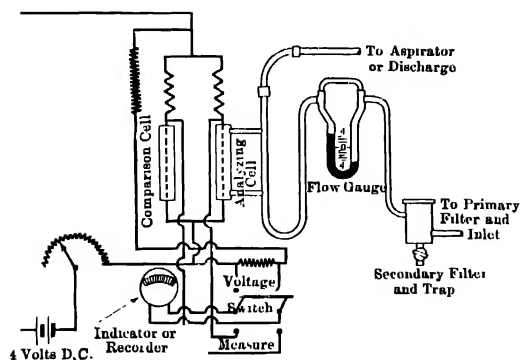 To Aspirator
or Discharge
Comparison Cell
Analyzing
Cell
Flow Gauge
To Primary
Filter and
Inlet
Secondary Filter
and Trap
Voltage
Switch
Measure
Indicator or
Recorder
4 Volts D.C.